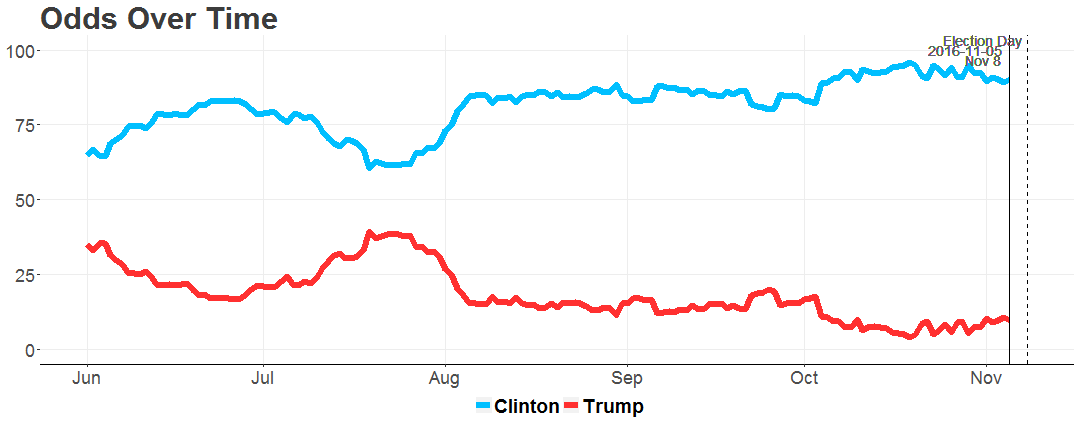 Odds Over Time
Election Day
2016-11-05
Nov 8
100
75
50
25
0
Jun Jul Aug Sep Oct Nov
Clinton Trump